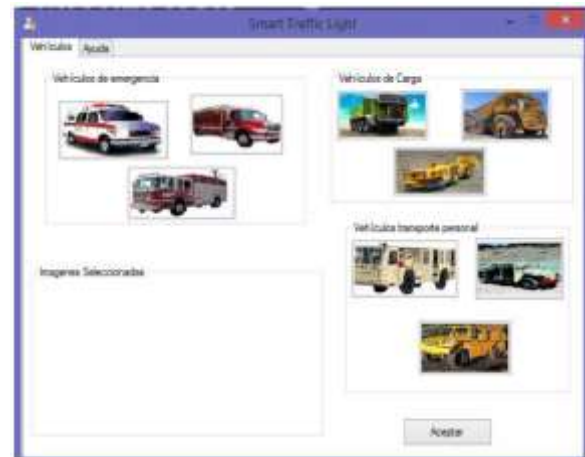 Smart Traffic Light
Vehículos Ayuda
Vehículos de emergencia
Vehículos de Carga
Vehículos transporte personal
Imagenes Seleccionadas
Aceptar